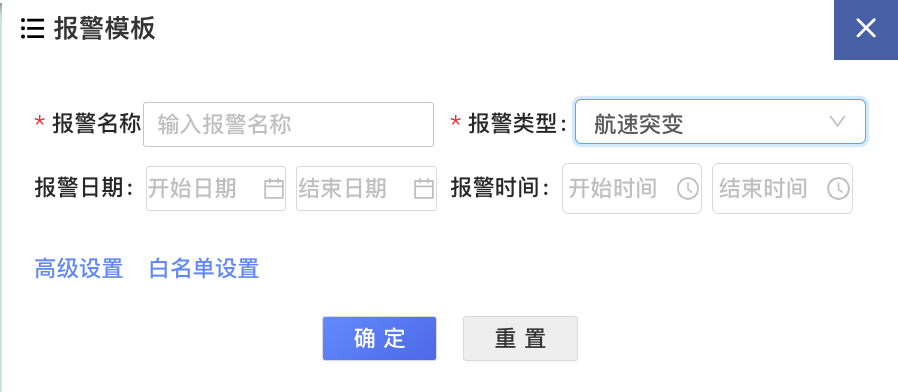 报警模板
* 报警名称 输入报警名称 * 报警类型: 航速突变
报警日期: 开始日期 结束日期 报警时间: 开始时间 结束时间
高级设置 白名单设置
确 定 重 置